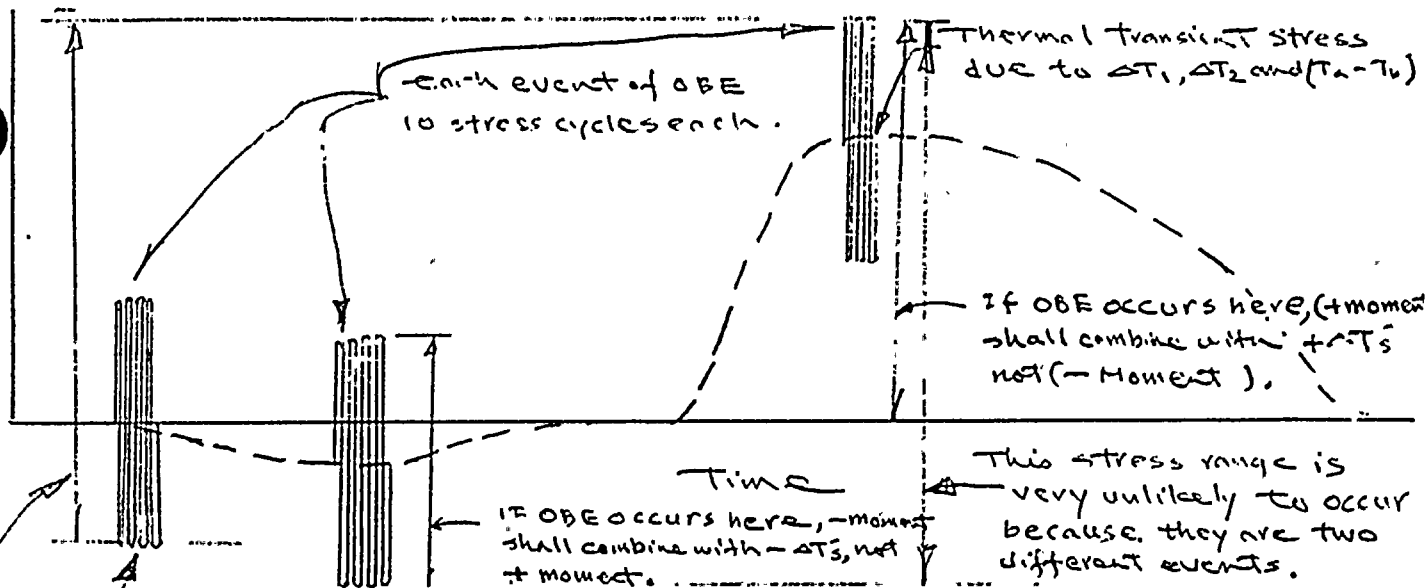 Thermal Transient Stress
due to ΔT₁, ΔT₂ and (Ta-Tb)
each event of OBE
10 stress cycles each.
If OBE occurs here, (+moment
shall combine with +ΔT's
not (- Moment).
Time
This stress range is
very unlikely to occur
because they are two
different events.
IF OBE occurs here, -moment
shall combine with -ΔT's, not
+ moment.